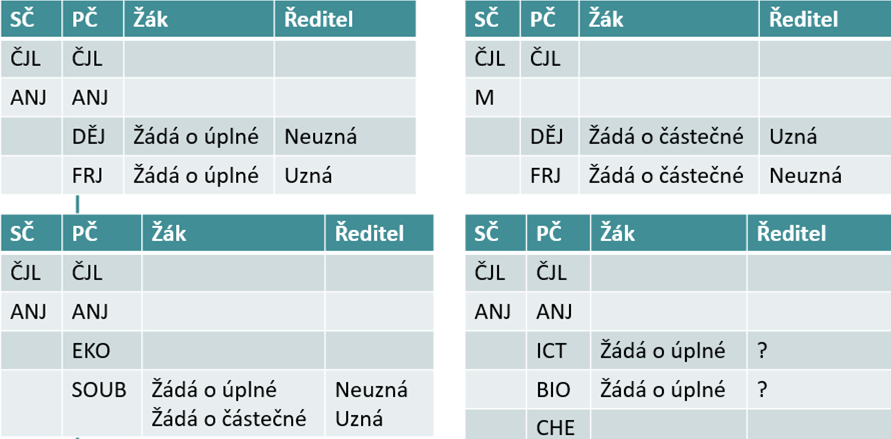 SČ PČ Žák Ředitel
ČJL ČJL
ANJ ANJ
DĚJ Žádá o úplné Neuzná
FRJ Žádá o úplné Uzná
SČ PČ Žák Ředitel
ČJL ČJL
M
DĚJ Žádá o částečné Uzná
FRJ Žádá o částečné Neuzná
SČ PČ Žák Ředitel
ČJL ČJL
ANJ ANJ
EKO
SOUB Žádá o úplné Neuzná
Žádá o částečné Uzná
SČ PČ Žák Ředitel
ČJL ČJL
ANJ ANJ
ICT Žádá o úplné ?
BIO Žádá o úplné ?
CHE